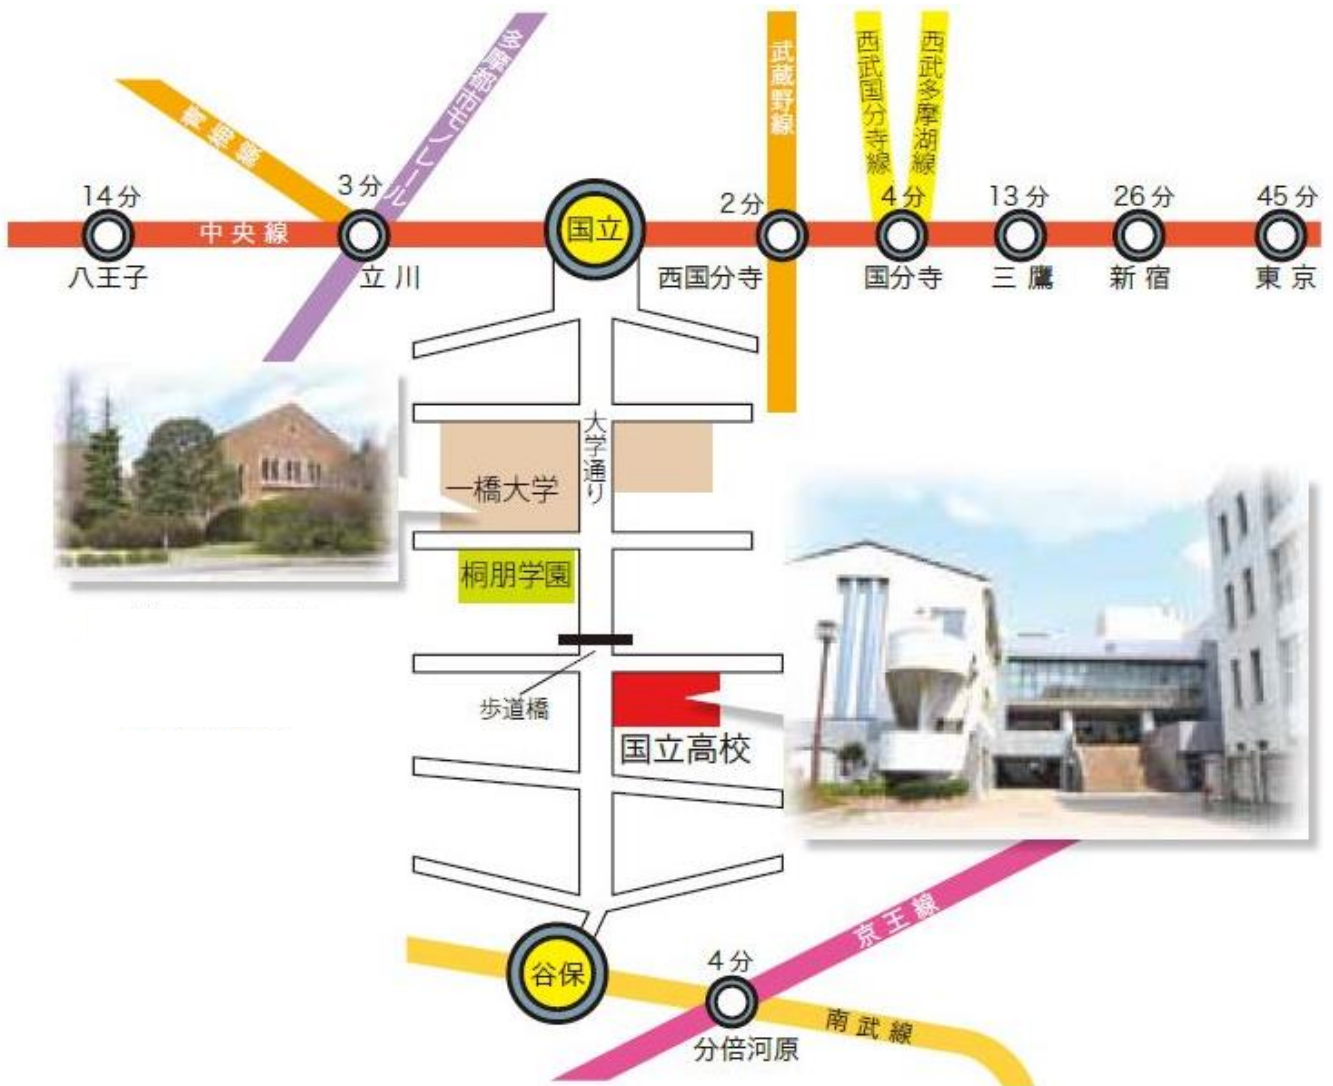 多摩都市モノレール
武蔵野線
西武国分寺線
西武多摩湖線
青梅線
14分
3分
2分
4分
13分
26分
45分
中央線
国立
八王子
立川
西国分寺
国分寺
三鷹
新宿
東京
大学通り
一橋大学
桐朋学園
歩道橋
国立高校
京王線
谷保
4分
南武線
分倍河原